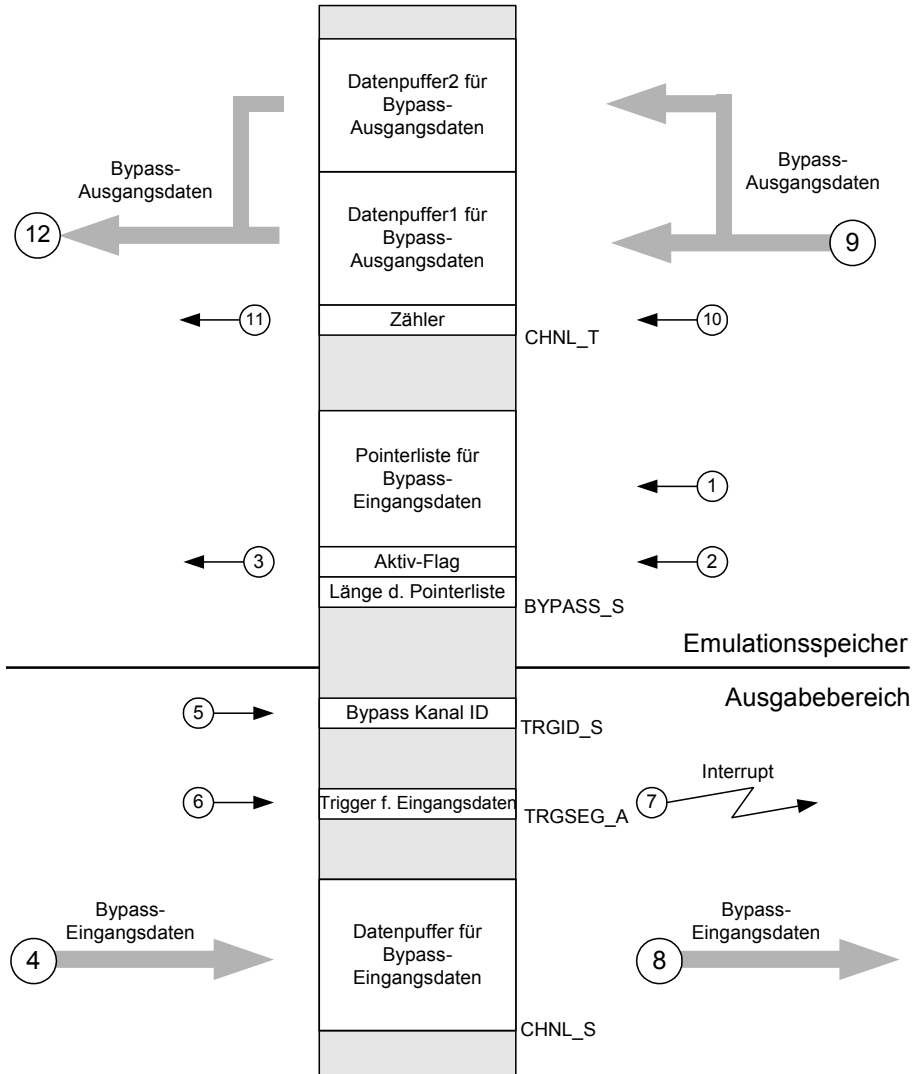 Datenpuffer2 für
Bypass-
Ausgangsdaten
Bypass-
Ausgangsdaten
Bypass-
Ausgangsdaten
12
Datenpuffer1 für
Bypass-
Ausgangsdaten
9
11
Zähler
10
CHNL_T
Pointerliste für
Bypass-
Eingangsdaten
1
3
Aktiv-Flag
2
Länge d. Pointerliste
BYPASS_S
Emulationsspeicher
Ausgabebereich
5
Bypass Kanal ID
TRGID_S
Interrupt
6
Trigger f. Eingangsdaten
TRGSEG_A
7
Bypass-
Eingangsdaten
4
Datenpuffer für
Bypass-
Eingangsdaten
Bypass-
Eingangsdaten
8
CHNL_S